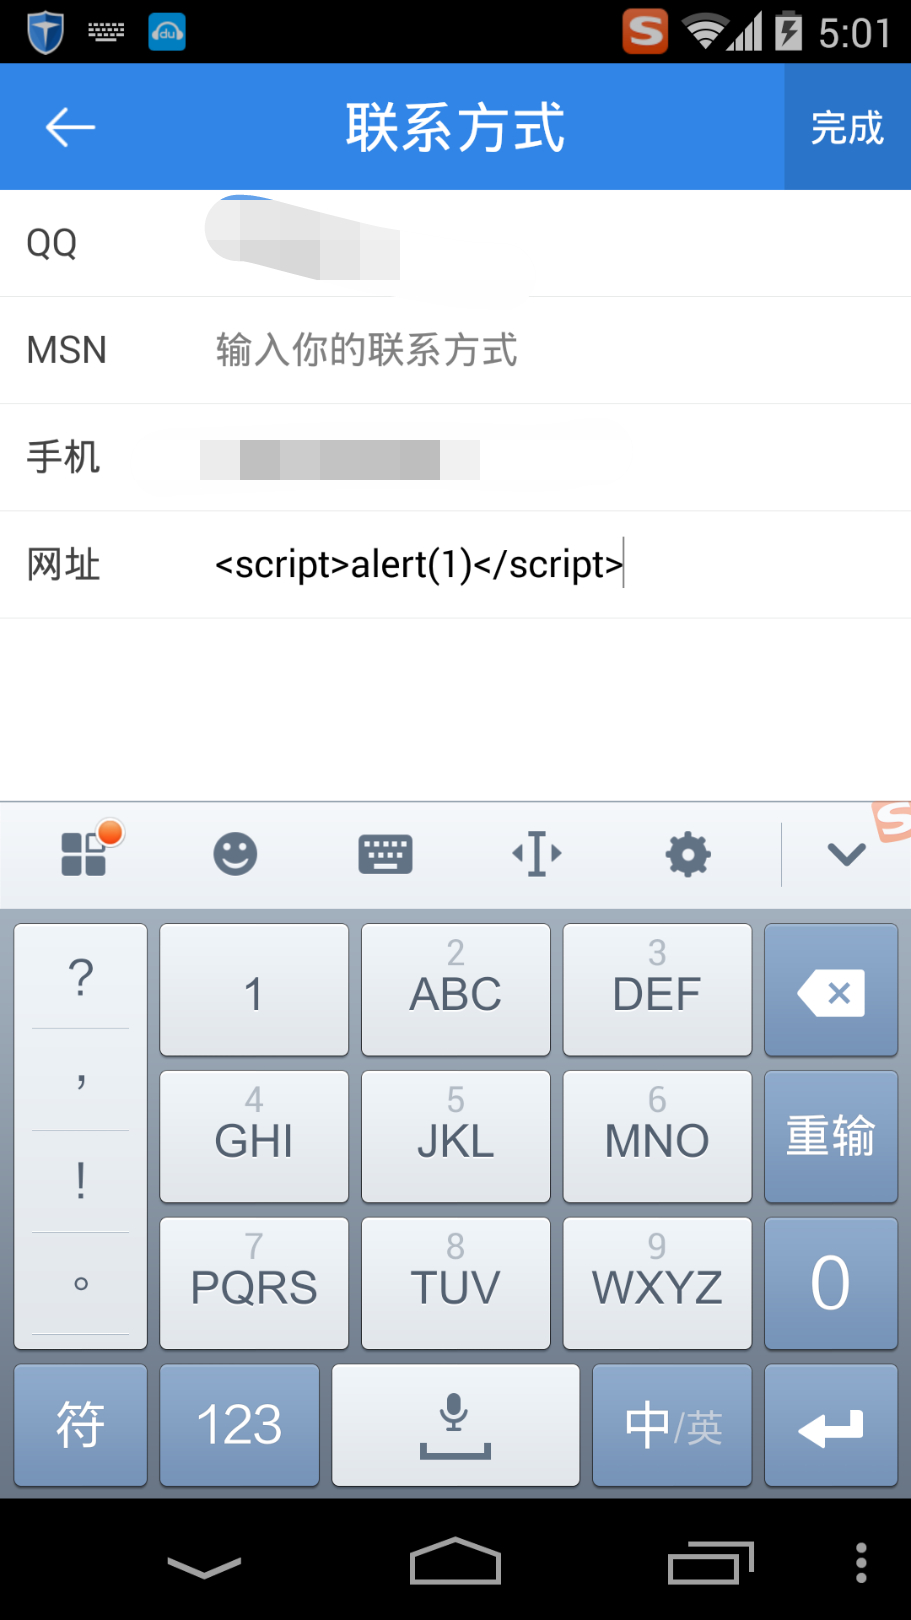 5:01
联系方式
完成
QQ
MSN 输入你的联系方式
手机
网址 <script>alert(1)</script>
? 1 2 ABC 3 DEF
,
! 4 GHI 5 JKL 6 MNO 重输
。 7 PQRS 8 TUV 9 WXYZ 0
符 123 中/英